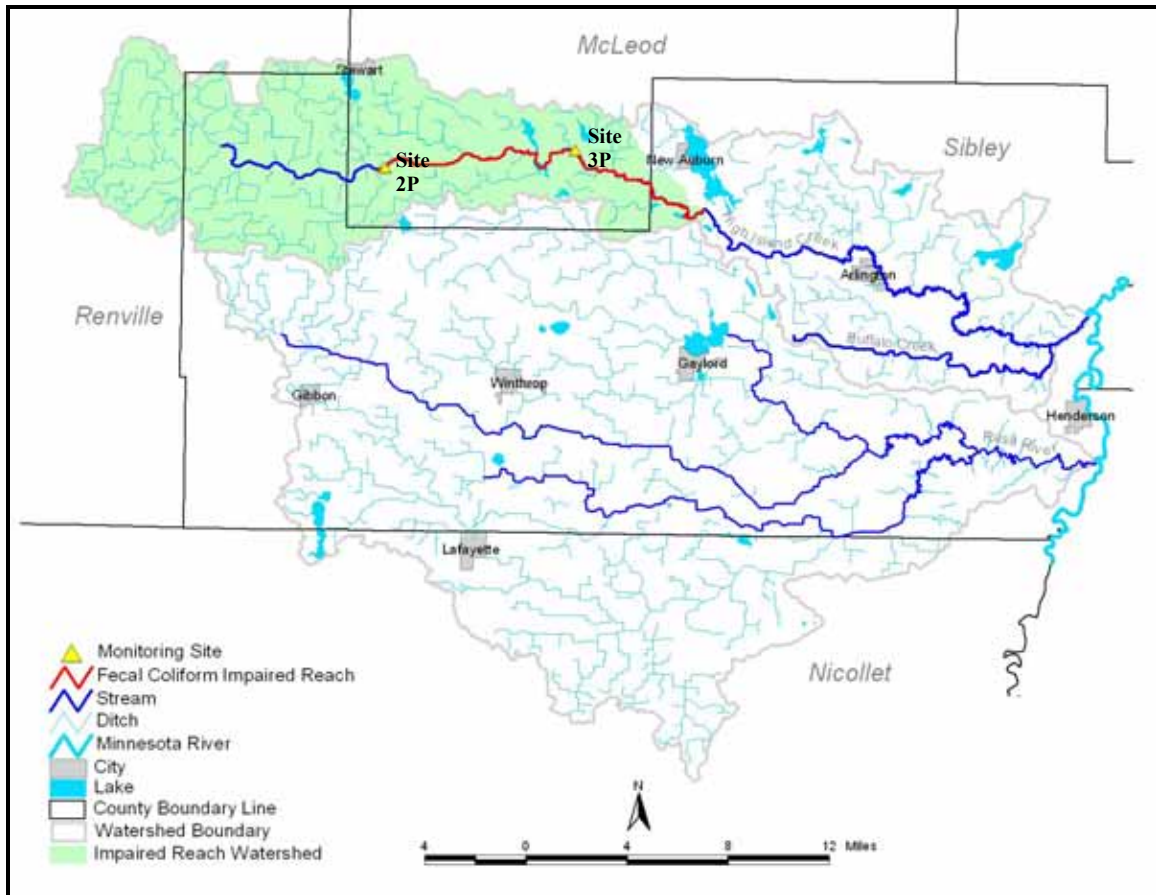 McLeod
Stewart
Sibley
Site
3P
New Auburn
Site
2P
High Island Creek
Arlington
Renville
Buffalo Creek
Gaylord
Winthrop
Gibbon
Henderson
Rush River
Lafayette
Nicollet
Monitoring Site
Fecal Coliform Impaired Reach
Stream
Ditch
Minnesota River
City
Lake
County Boundary Line
Watershed Boundary
Impaired Reach Watershed
N
4 0 4 8 12 Miles